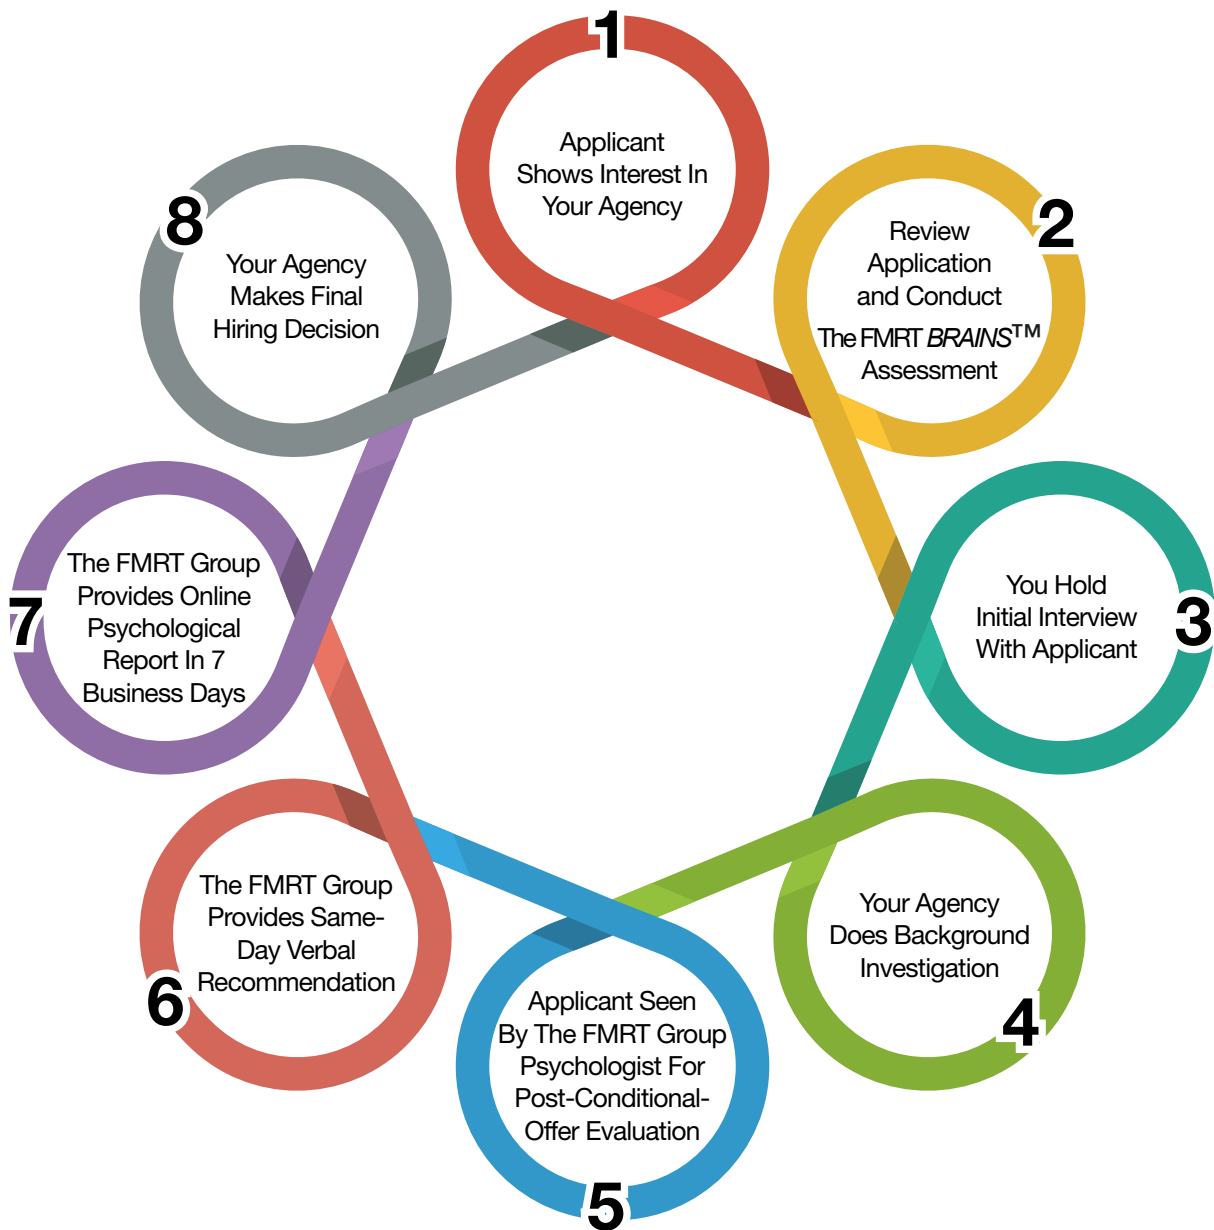 1
Applicant
Shows Interest In
Your Agency
2
Review
Application
and Conduct
The FMRT BRAINS™
Assessment
3
You Hold
Initial Interview
With Applicant
4
Your Agency
Does Background
Investigation
5
Applicant Seen
By The FMRT Group
Psychologist For
Post-Conditional-
Offer Evaluation
6
The FMRT Group
Provides Same-
Day Verbal
Recommendation
7
The FMRT Group
Provides Online
Psychological
Report In 7
Business Days
8
Your Agency
Makes Final
Hiring Decision